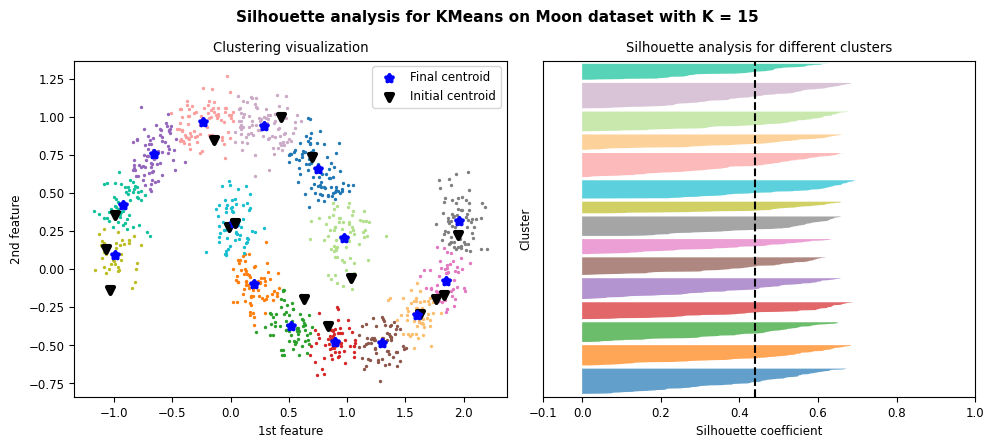 Silhouette analysis for KMeans on Moon dataset with K = 15
Clustering visualization
Final centroid
Initial centroid
2nd feature
1.25
1.00
0.75
0.50
0.25
0.00
−0.25
−0.50
−0.75
−1.0 −0.5 0.0 0.5 1.0 1.5 2.0
1st feature
Silhouette analysis for different clusters
Cluster
−0.1 0.0 0.2 0.4 0.6 0.8 1.0
Silhouette coefficient